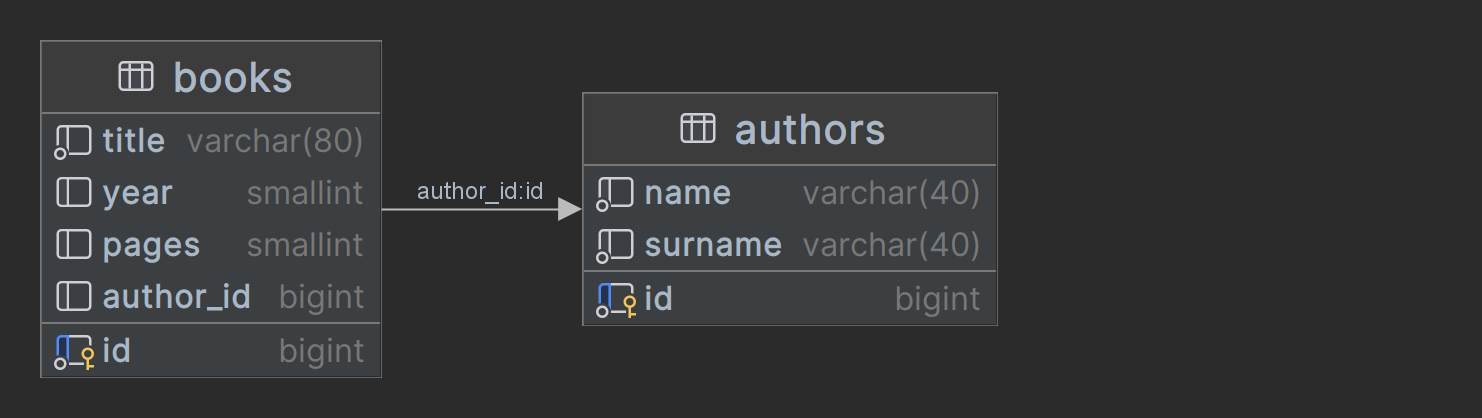 books
title varchar(80)
year smallint
pages smallint
author_id bigint
id bigint
author_id:id
authors
name varchar(40)
surname varchar(40)
id bigint